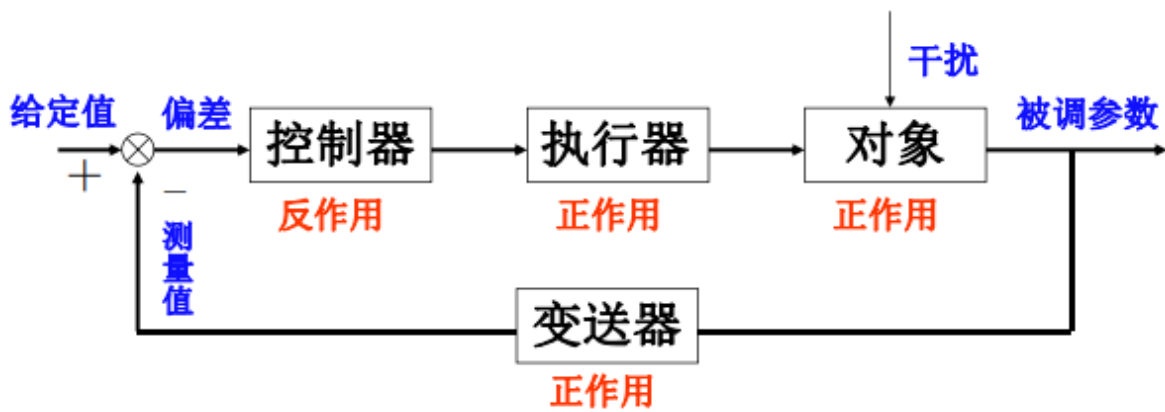 干扰
给定值
偏差
控制器
执行器
对象
被调参数
+
−
反作用
正作用
正作用
测
量
值
变送器
正作用